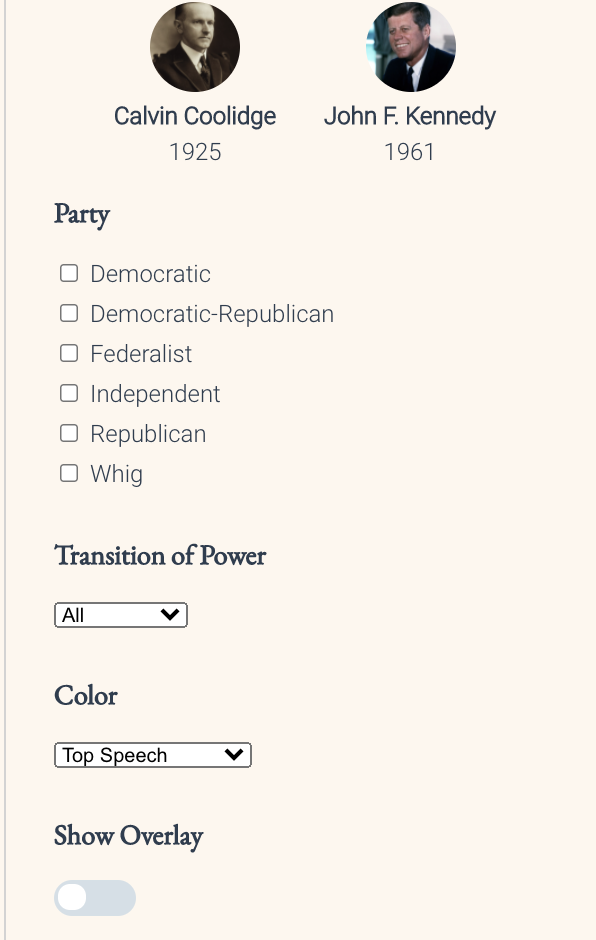 Calvin Coolidge John F. Kennedy
1925 1961
Party
Democratic
Democratic-Republican
Federalist
Independent
Republican
Whig
Transition of Power
All
Color
Top Speech
Show Overlay